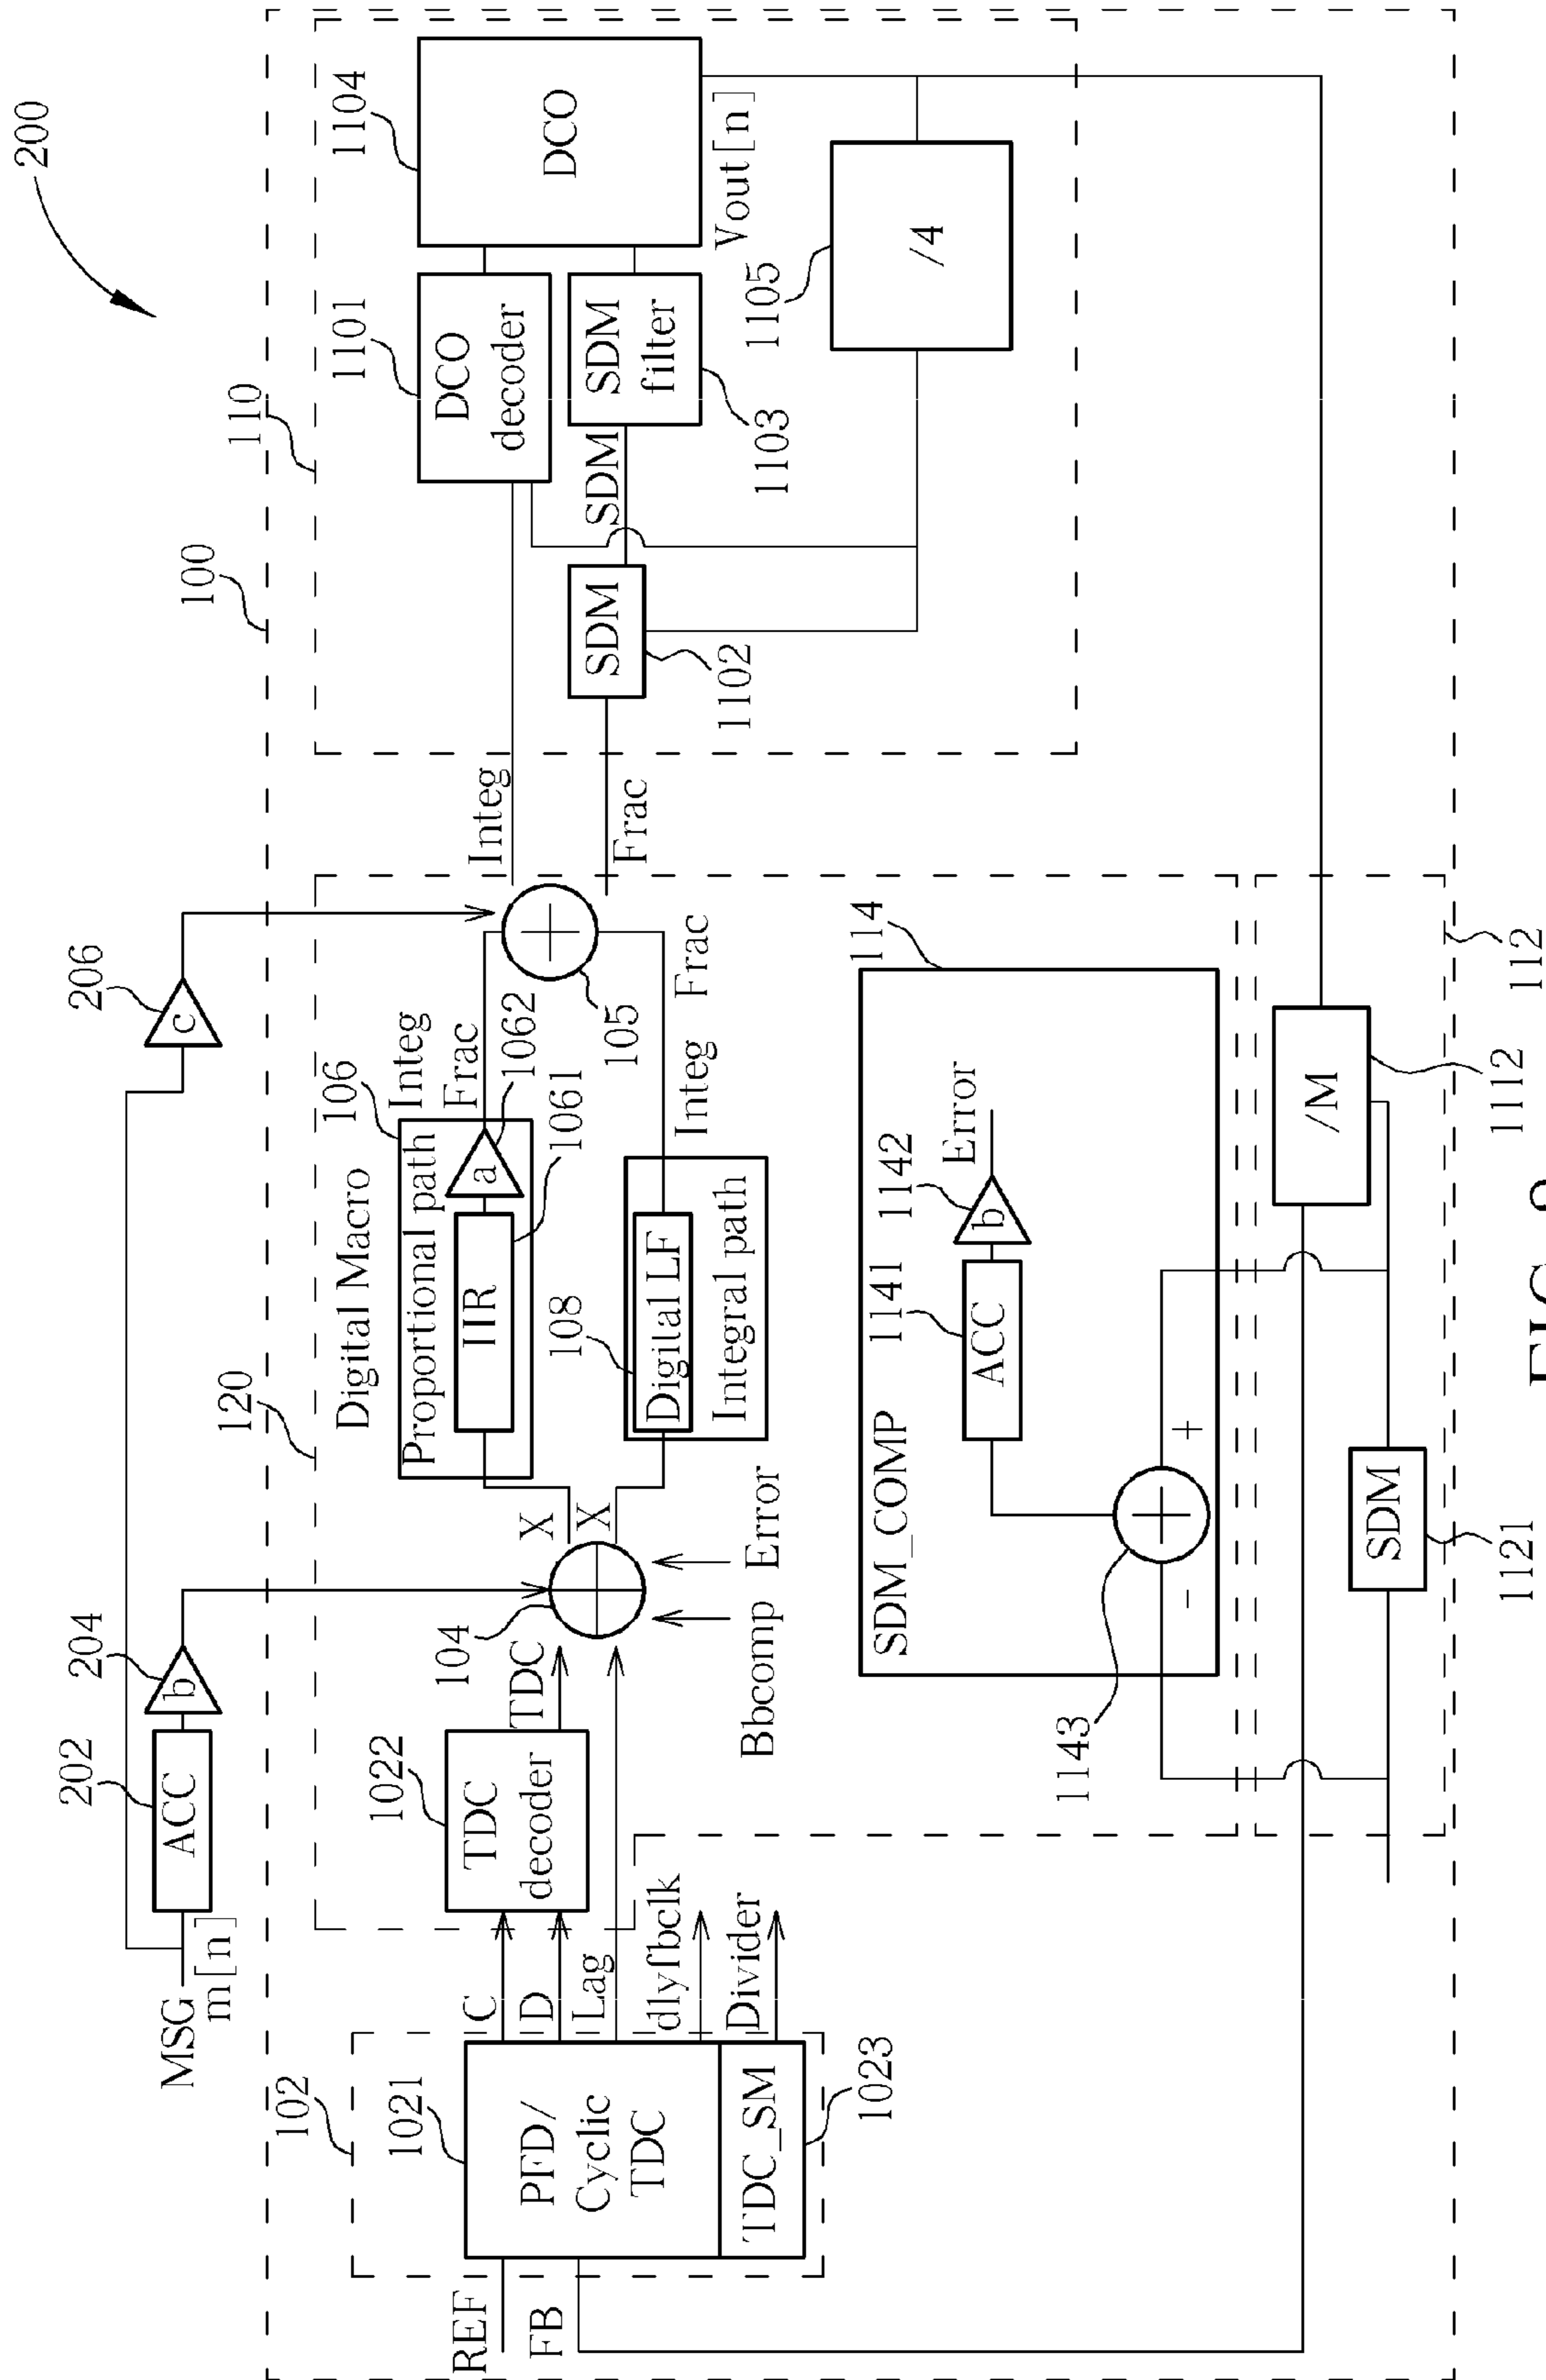 200
100
110
1104
DCO
1101
DCO
decoder
SDM
filter
1103
SDM
SDM
1102
Vout[n]
1105
/4
Integ
Frac
206
c
204
b
202
ACC
MSG
m[n]
120
Digital Macro
106
Proportional path
IIR
a
1062
1061
Integ
Frac
105
108
Digital LF
Integral path
Integ Frac
X
X
104
TDC
Bbcomp
Error
1022
TDC
decoder
C
D
Lag
dlyfbclk
Divider
102
1021
PFD/
Cyclic
TDC
TDC_SM
1023
REF
FB
114
SDM_COMP
1141
ACC
1142
b
Error
+
-
1143
/M
1112
112
SDM
1121